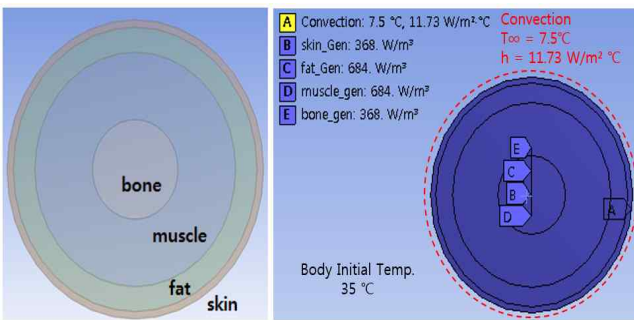 bone
muscle
fat
skin
A Convection: 7.5 °C, 11.73 W/m²·°C
B skin_Gen: 368. W/m³
C fat_Gen: 684. W/m³
D muscle_gen: 684. W/m³
E bone_gen: 368. W/m³
Convection
T∞ = 7.5℃
h = 11.73 W/m² ℃
E
C
B
D
A
Body Initial Temp.
35 ℃